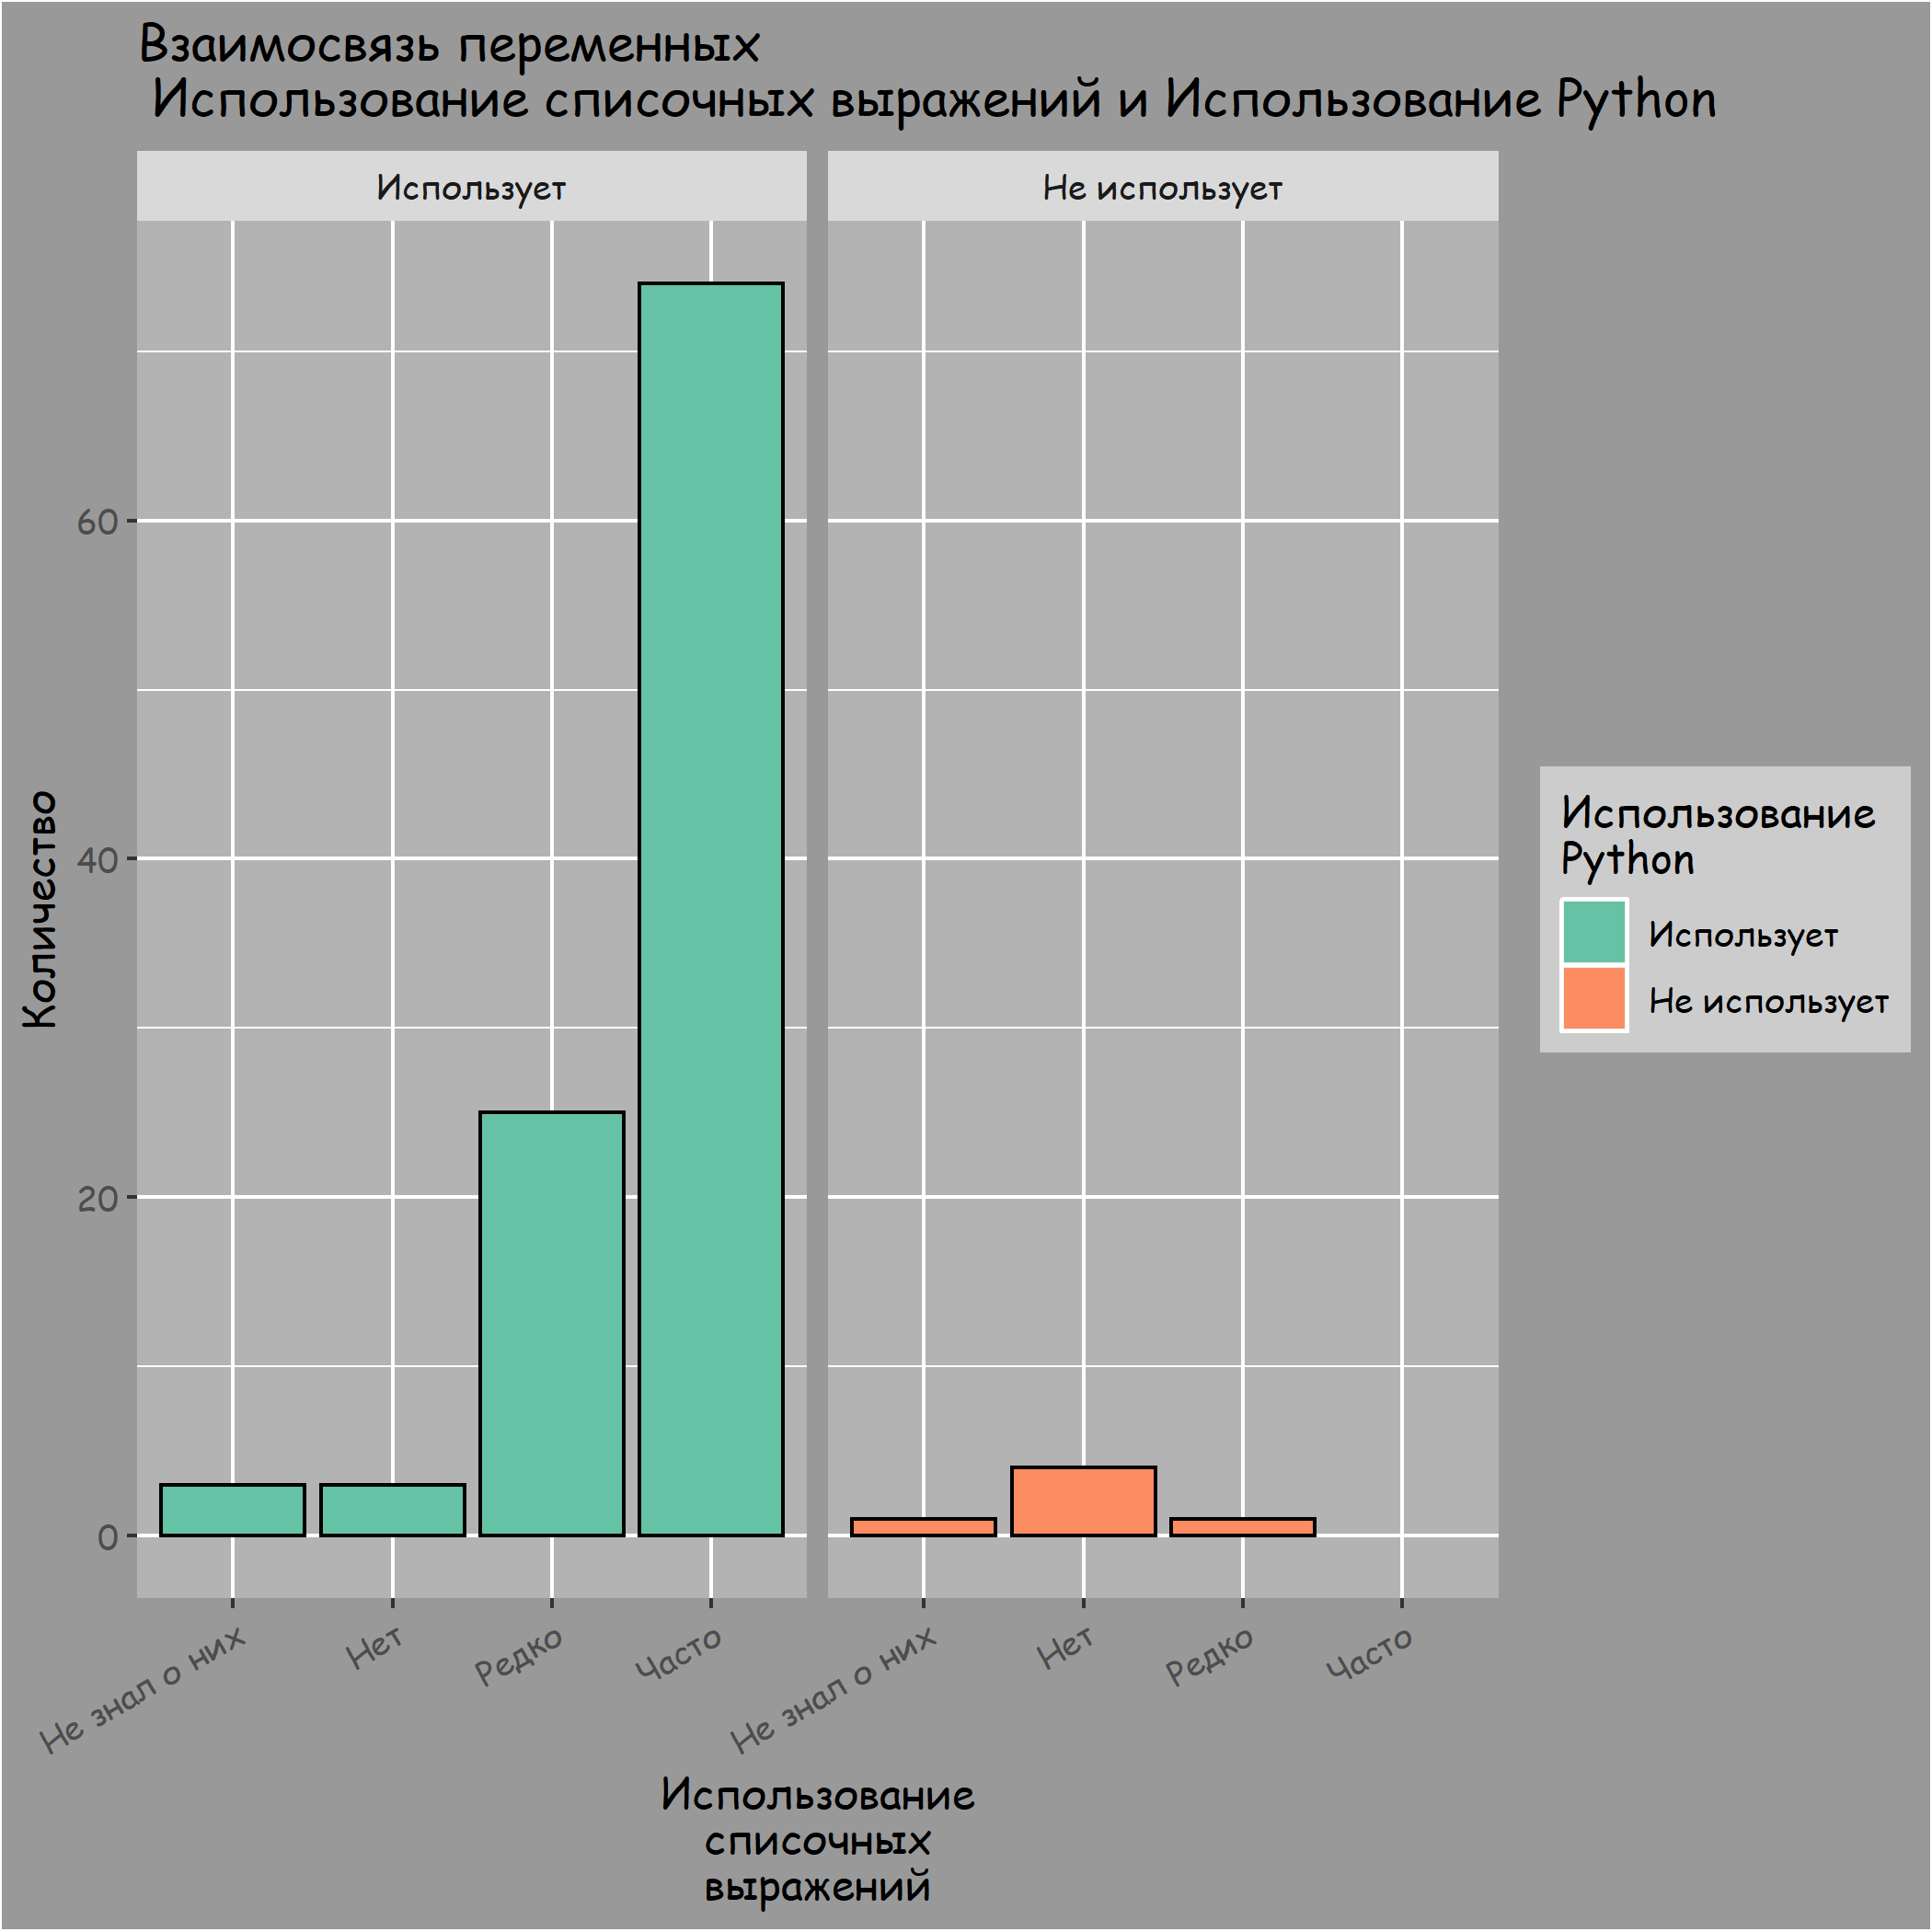 Взаимосвязь переменных
Использование списочных выражений и Использование Python
Использует
Не использует
Количество
60
40
20
0
Не знал о них
Нет
Редко
Часто
Не знал о них
Нет
Редко
Часто
Использование
списочных
выражений
Использование
Python
Использует
Не использует